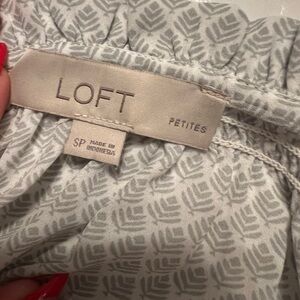 LOFT
PETITES
SP
MADE IN
INDONESIA